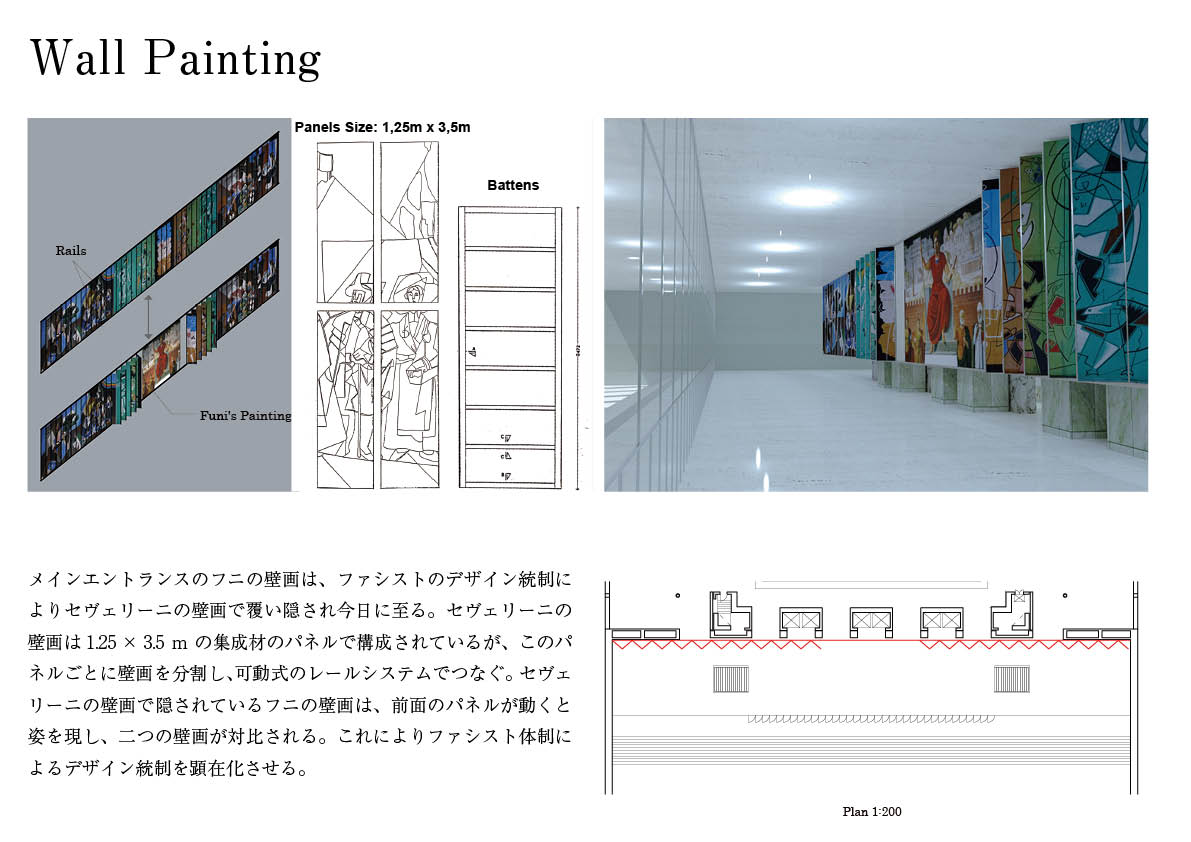 Wall Painting
Panels Size: 1,25m x 3,5m
Battens
Rails
Funi's Painting
メインエントランスのフニの壁画は、ファシストのデザイン統制に
よりセヴェリーニの壁画で覆い隠され今日に至る。セヴェリーニの
壁画は 1.25 × 3.5 m の集成材のパネルで構成されているが、このパ
ネルごとに壁画を分割し、可動式のレールシステムでつなぐ。セヴェ
リーニの壁画で隠されているフニの壁画は、前面のパネルが動くと
姿を現し、二つの壁画が対比される。これによりファシスト体制に
よるデザイン統制を顕在化させる。
Plan 1:200